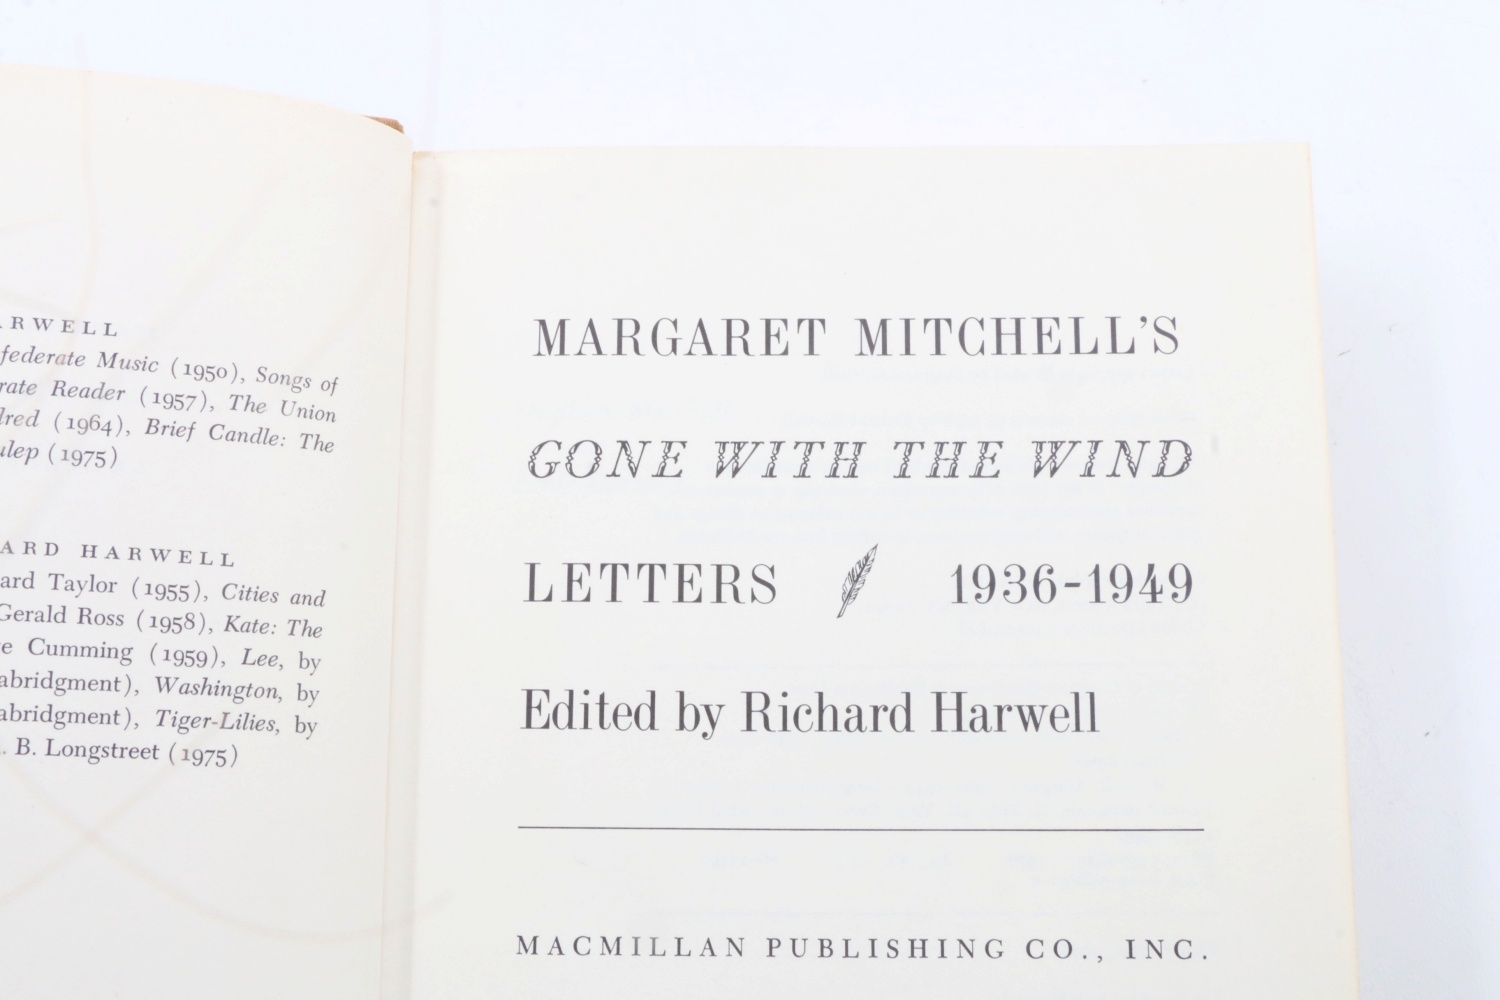 RWELL
federate Music (1950), Songs of
rate Reader (1957), The Union
dred (1964), Brief Candle: The
ulep (1975)
ARD HARWELL
ard Taylor (1955), Cities and
Gerald Ross (1958), Kate: The
e Cumming (1959), Lee, by
abridgment), Washington, by
abridgment), Tiger-Lilies, by
. B. Longstreet (1975)
MARGARET MITCHELL'S
GONE WITH THE WIND
LETTERS 1936-1949
Edited by Richard Harwell
MACMILLAN PUBLISHING CO., INC.